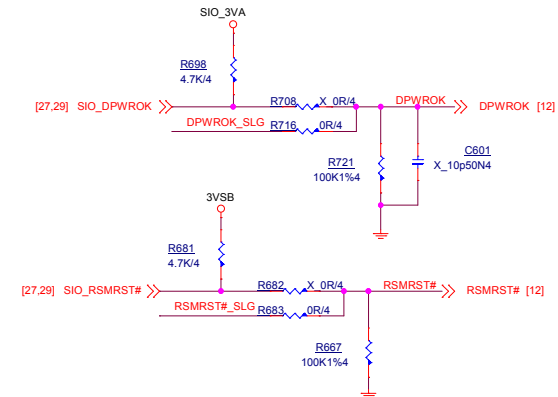 SIO_3VA
R698
4.7K/4
[27,29] SIO_DPWROK R708 X_0R/4 DPWROK DPWROK [12]
DPWROK_SLG R716 0R/4
R721
100K1%4
C601
X_10p50N4
3VSB
R681
4.7K/4
[27,29] SIO_RSMRST# R682 X_0R/4 RSMRST# RSMRST# [12]
RSMRST#_SLG R683 0R/4
R667
100K1%4